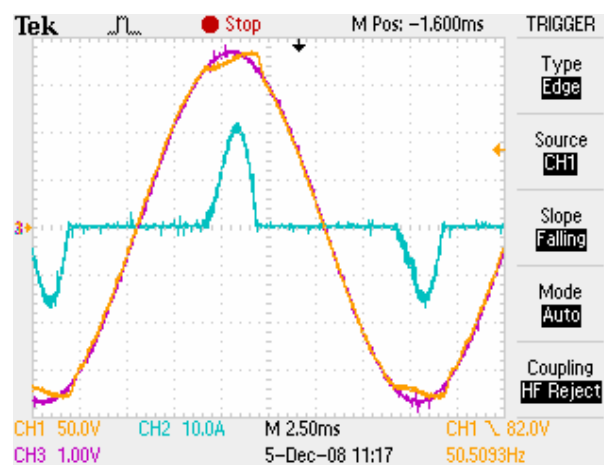 Tek Stop M Pos: -1.600ms TRIGGER
Type
Edge
Source
CH1
Slope
Falling
Mode
Auto
Coupling
HF Reject
3
CH1 50.0V CH2 10.0A M 2.50ms CH1 82.0V
CH3 1.00V 5-Dec-08 11:17 50.5093Hz